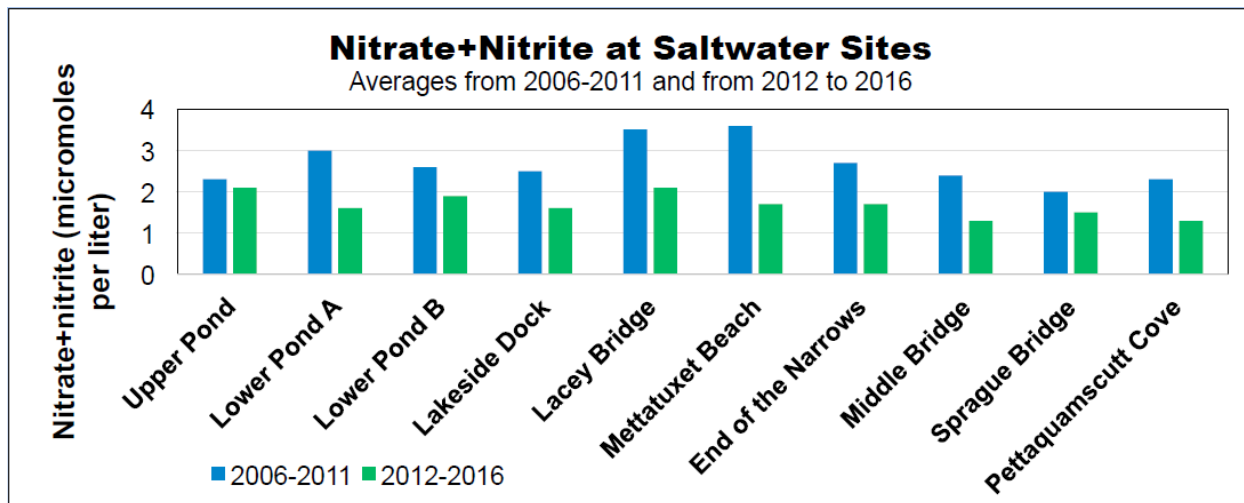 Nitrate+Nitrite at Saltwater Sites
Averages from 2006-2011 and from 2012 to 2016
Nitrate+nitrite (micromoles
per liter)
4
3
2
1
0
Upper Pond
Lower Pond A
Lower Pond B
Lakeside Dock
Lacey Bridge
Mettatuxet Beach
End of the Narrows
Middle Bridge
Sprague Bridge
Pettaquamscutt Cove
2006-2011 2012-2016